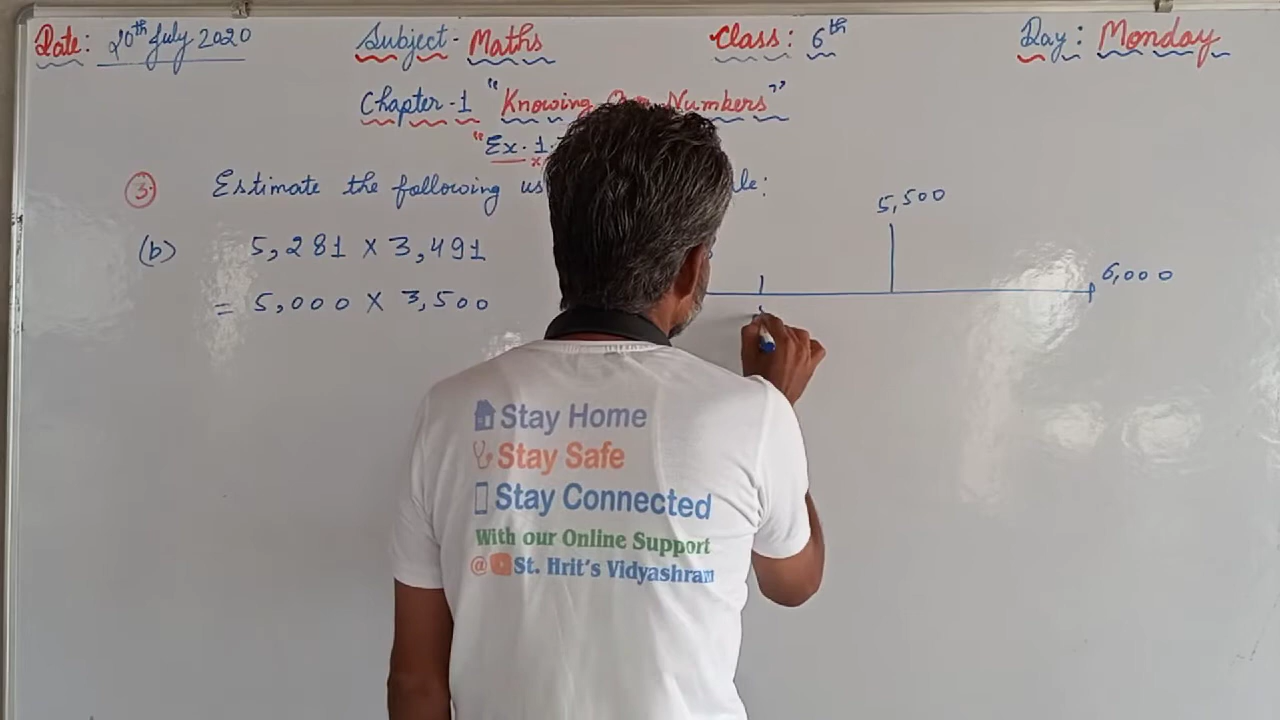 Date: 20th July 2020 Subject- Maths Class: 6th Day: Monday
Chapter-1 "Knowing Our Numbers"
"Ex. 1.
3. Estimate the following us le:
(b) 5,281 X 3,491
= 5,000 X 3,500
5,500
6,000
Stay Home
Stay Safe
Stay Connected
With our Online Support
@ St. Hrit's Vidyashram